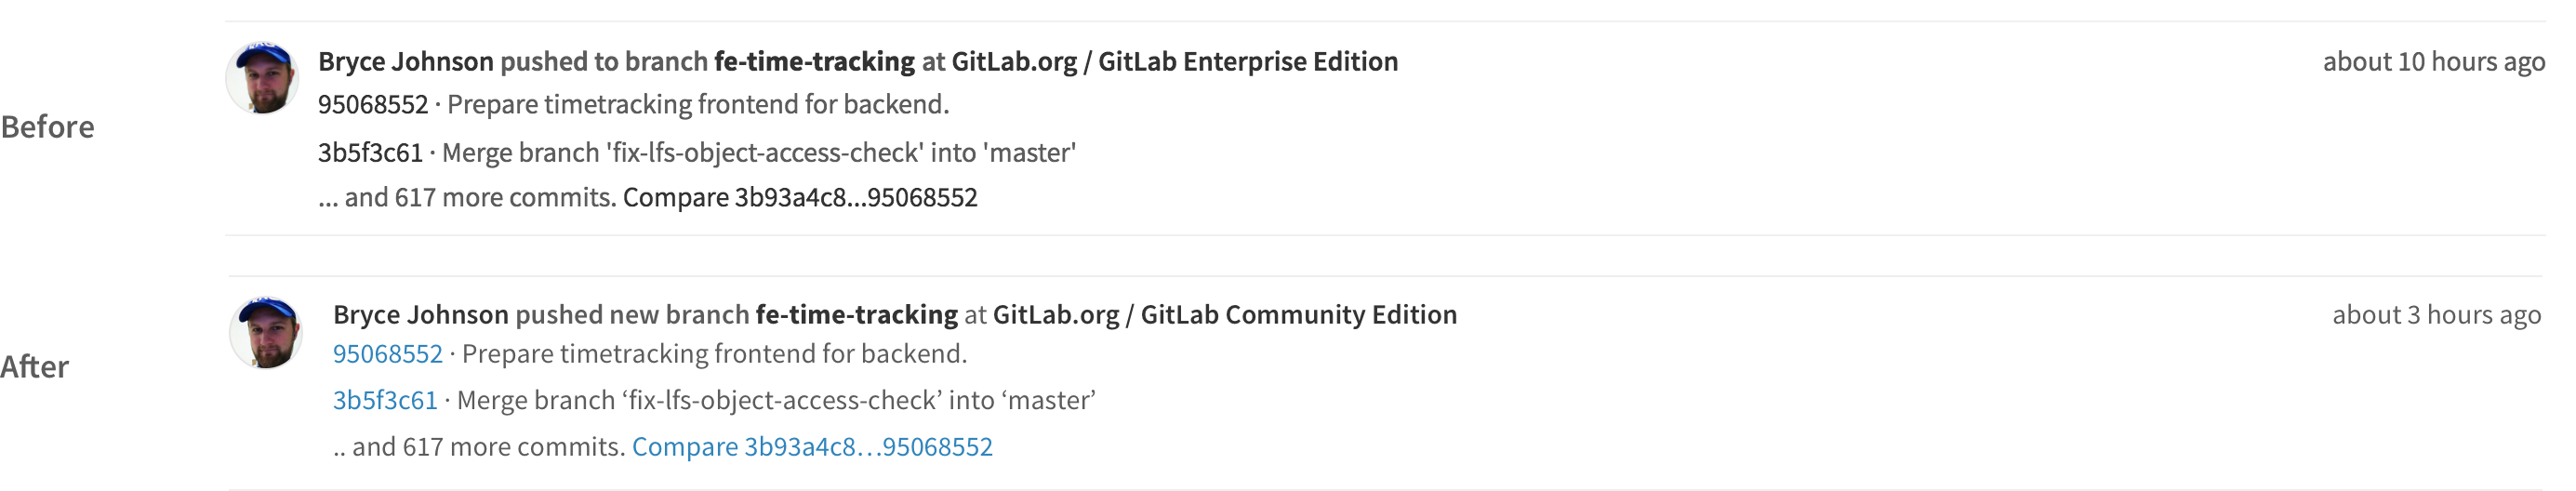 Before
Bryce Johnson pushed to branch fe-time-tracking at GitLab.org / GitLab Enterprise Edition about 10 hours ago
95068552 · Prepare timetracking frontend for backend.
3b5f3c61 · Merge branch 'fix-lfs-object-access-check' into 'master'
... and 617 more commits. Compare 3b93a4c8...95068552
After
Bryce Johnson pushed new branch fe-time-tracking at GitLab.org / GitLab Community Edition about 3 hours ago
95068552 · Prepare timetracking frontend for backend.
3b5f3c61 · Merge branch ‘fix-lfs-object-access-check’ into ‘master’
.. and 617 more commits. Compare 3b93a4c8…95068552